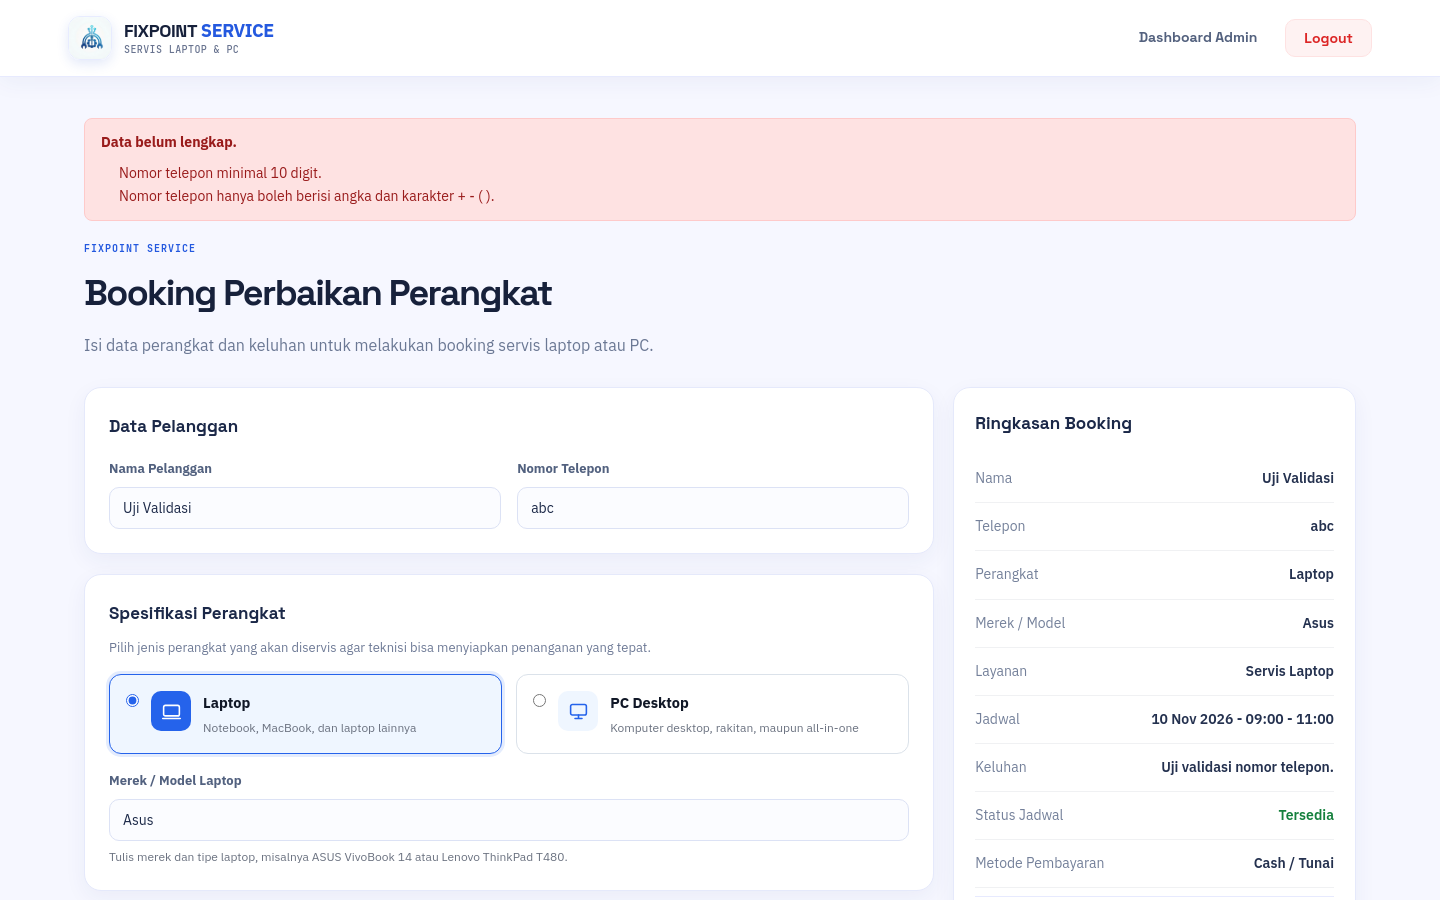 FIXPOINT SERVICE
SERVIS LAPTOP & PC
Dashboard Admin
Logout
Data belum lengkap.
Nomor telepon minimal 10 digit.
Nomor telepon hanya boleh berisi angka dan karakter + - ( ).
FIXPOINT SERVICE
Booking Perbaikan Perangkat
Isi data perangkat dan keluhan untuk melakukan booking servis laptop atau PC.
Data Pelanggan
Nama Pelanggan
Uji Validasi
Nomor Telepon
abc
Spesifikasi Perangkat
Pilih jenis perangkat yang akan diservis agar teknisi bisa menyiapkan penanganan yang tepat.
Laptop
Notebook, MacBook, dan laptop lainnya
PC Desktop
Komputer desktop, rakitan, maupun all-in-one
Merek / Model Laptop
Asus
Tulis merek dan tipe laptop, misalnya ASUS VivoBook 14 atau Lenovo ThinkPad T480.
Ringkasan Booking
Nama Uji Validasi
Telepon abc
Perangkat Laptop
Merek / Model Asus
Layanan Servis Laptop
Jadwal 10 Nov 2026 - 09:00 - 11:00
Keluhan Uji validasi nomor telepon.
Status Jadwal Tersedia
Metode Pembayaran Cash / Tunai